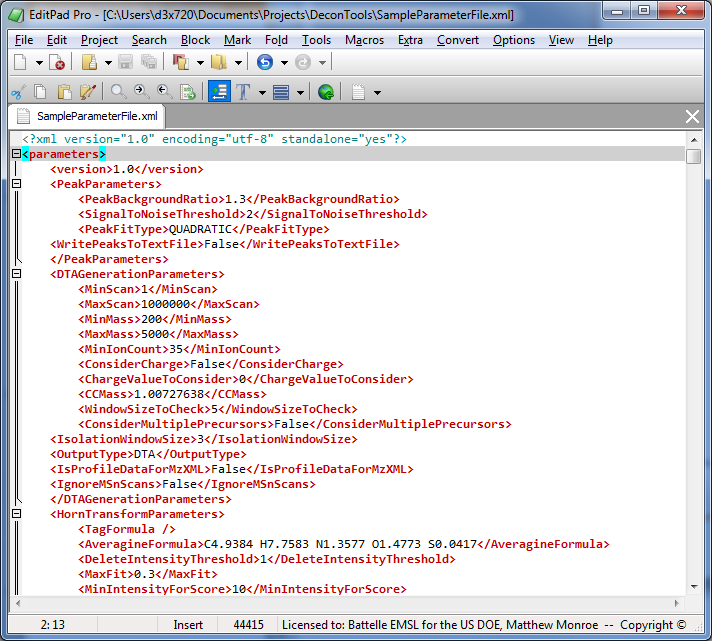 EditPad Pro - [C:\Users\d3x720\Documents\Projects\DeconTools\SampleParameterFile.xml]
File Edit Project Search Block Mark Fold Tools Macros Extra Convert Options View Help
SampleParameterFile.xml
<?xml version="1.0" encoding="utf-8" standalone="yes"?>
<parameters>
<version>1.0</version>
<PeakParameters>
<PeakBackgroundRatio>1.3</PeakBackgroundRatio>
<SignalToNoiseThreshold>2</SignalToNoiseThreshold>
<PeakFitType>QUADRATIC</PeakFitType>
<WritePeaksToTextFile>False</WritePeaksToTextFile>
</PeakParameters>
<DTAGenerationParameters>
<MinScan>1</MinScan>
<MaxScan>1000000</MaxScan>
<MinMass>200</MinMass>
<MaxMass>5000</MaxMass>
<MinIonCount>35</MinIonCount>
<ConsiderCharge>False</ConsiderCharge>
<ChargeValueToConsider>0</ChargeValueToConsider>
<CCMass>1.00727638</CCMass>
<WindowSizeToCheck>5</WindowSizeToCheck>
<ConsiderMultiplePrecursors>False</ConsiderMultiplePrecursors>
<IsolationWindowSize>3</IsolationWindowSize>
<OutputType>DTA</OutputType>
<IsProfileDataForMzXML>False</IsProfileDataForMzXML>
<IgnoreMSnScans>False</IgnoreMSnScans>
</DTAGenerationParameters>
<HornTransformParameters>
<TagFormula />
<AveragineFormula>C4.9384 H7.7583 N1.3577 O1.4773 S0.0417</AveragineFormula>
<DeleteIntensityThreshold>1</DeleteIntensityThreshold>
<MaxFit>0.3</MaxFit>
<MinIntensityForScore>10</MinIntensityForScore>
2: 13 Insert 44415 Licensed to: Battelle EMSL for the US DOE, Matthew Monroe -- Copyright ©